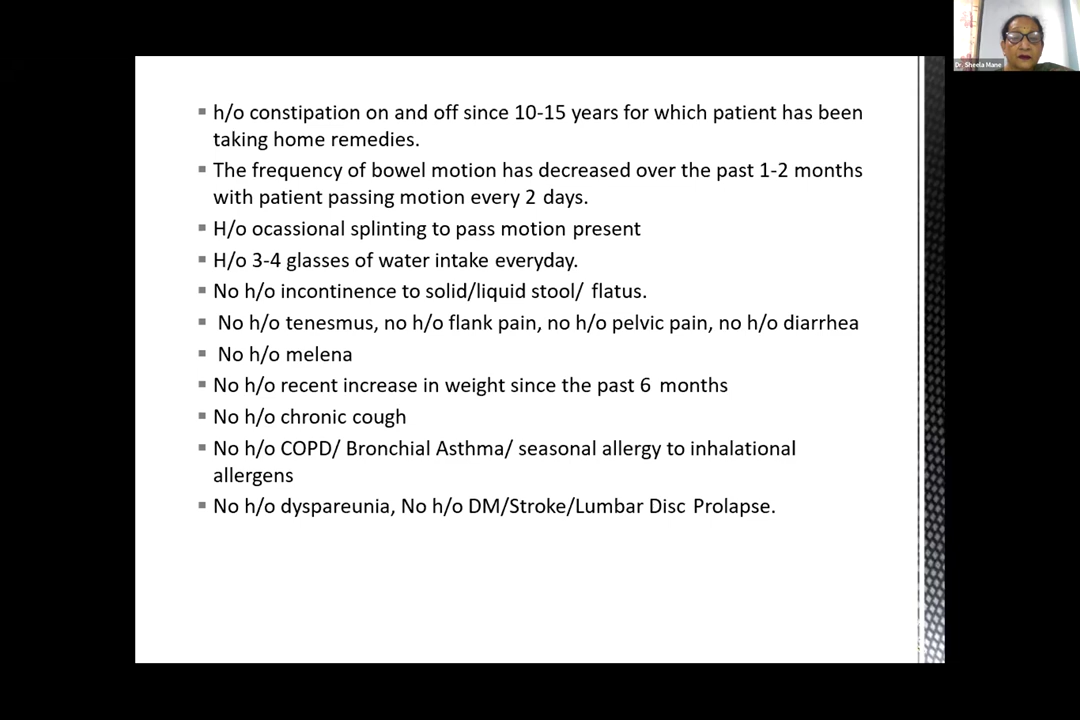 Dr. Sheela Mane
h/o constipation on and off since 10-15 years for which patient has been
taking home remedies.
The frequency of bowel motion has decreased over the past 1-2 months
with patient passing motion every 2 days.
H/o ocassional splinting to pass motion present
H/o 3-4 glasses of water intake everyday.
No h/o incontinence to solid/liquid stool/ flatus.
No h/o tenesmus, no h/o flank pain, no h/o pelvic pain, no h/o diarrhea
No h/o melena
No h/o recent increase in weight since the past 6 months
No h/o chronic cough
No h/o COPD/ Bronchial Asthma/ seasonal allergy to inhalational
allergens
No h/o dyspareunia, No h/o DM/Stroke/Lumbar Disc Prolapse.